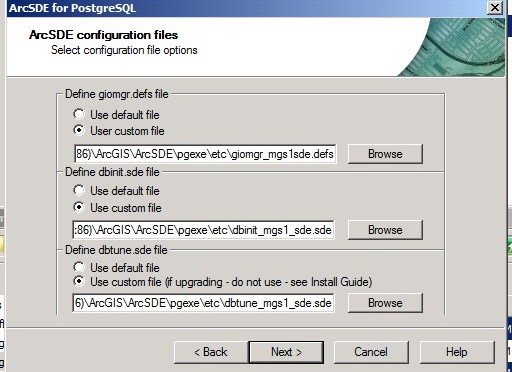 ArcSDE for PostgreSQL
ArcSDE configuration files
Select configuration file options
Define giomgr.defs file
Use default file
User custom file
86)\ArcGIS\ArcSDE\pgexe\etc\giomgr_mgs1sde.defs
Browse
Define dbinit.sde file
Use default file
Use custom file
:86)\ArcGIS\ArcSDE\pgexe\etc\dbinit_mgs1_sde.sde
Browse
Define dbtune.sde file
Use default file
Use custom file (if upgrading - do not use - see Install Guide)
6)\ArcGIS\ArcSDE\pgexe\etc\dbtune_mgs1_sde.sde
Browse
< Back
Next >
Cancel
Help